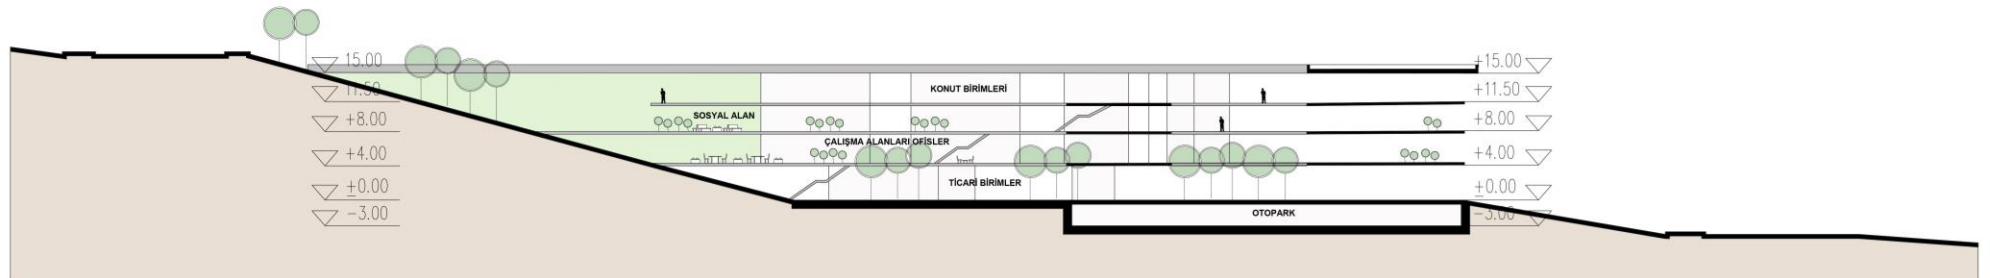 15.00
+15.00
KONUT BİRİMLERİ
11.50
+11.50
SOSYAL ALAN
+8.00
+8.00
ÇALIŞMA ALANLARI OFİSLER
+4.00
+4.00
TİCARİ BİRİMLER
±0.00
±0.00
-3.00
OTOPARK
-3.00